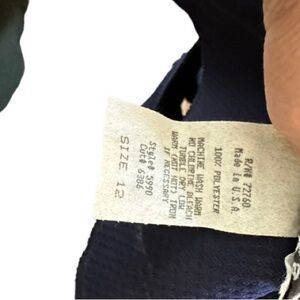 R/N# 72760
Made in U.S.A.
100% POLYESTER
MACHINE WASH WARM
NO CHLORINE BLEACH
TUMBLE DRY LOW
WARM (NOT HOT) IRON
IF NECESSARY
Style# 5990
Cut# 6386
SIZE 12